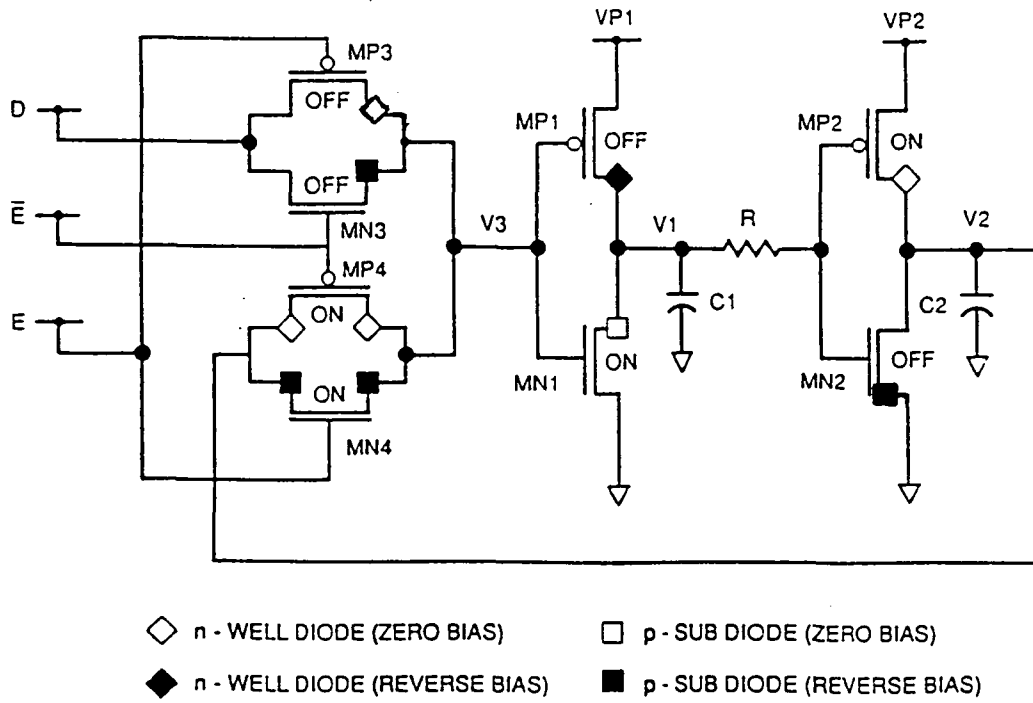 VP1
VP2
MP3
OFF
D
OFF
MN3
E̅
MP4
ON
E
ON
MN4
V3
MP1
OFF
V1
R
C1
MN1
ON
MP2
ON
V2
C2
MN2
OFF
n - WELL DIODE (ZERO BIAS)
p - SUB DIODE (ZERO BIAS)
n - WELL DIODE (REVERSE BIAS)
p - SUB DIODE (REVERSE BIAS)